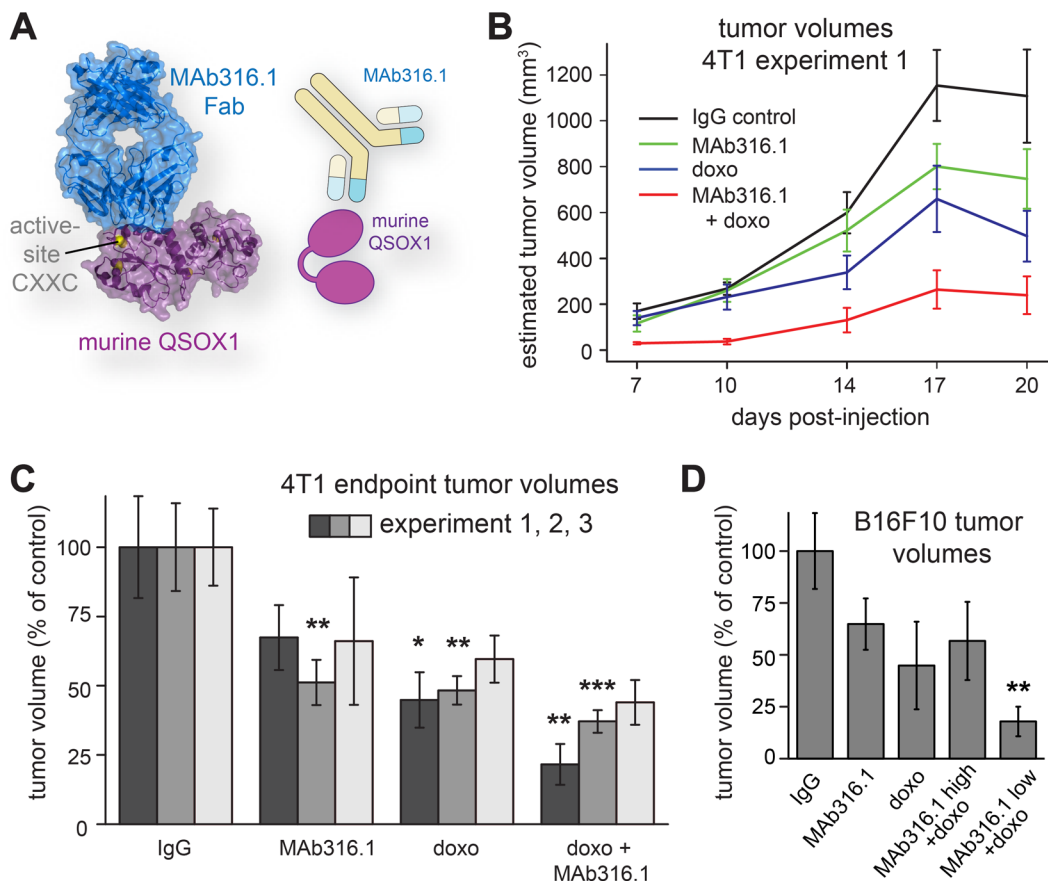 A
MAb316.1
Fab
active-
site
CXXC
murine QSOX1
MAb316.1
murine
QSOX1
B
tumor volumes
4T1 experiment 1
estimated tumor volume (mm³)
1200
1000
800
600
400
200
0
IgG control
MAb316.1
doxo
MAb316.1
+ doxo
7
10
14
17
20
days post-injection
C
4T1 endpoint tumor volumes
experiment 1, 2, 3
tumor volume (% of control)
100
75
50
25
0
**
*
**
**
***
IgG
MAb316.1
doxo
doxo +
MAb316.1
D
B16F10 tumor
volumes
tumor volume (% of control)
100
75
50
25
0
**
IgG
MAb316.1
doxo
MAb316.1 high
+doxo
MAb316.1 low
+doxo